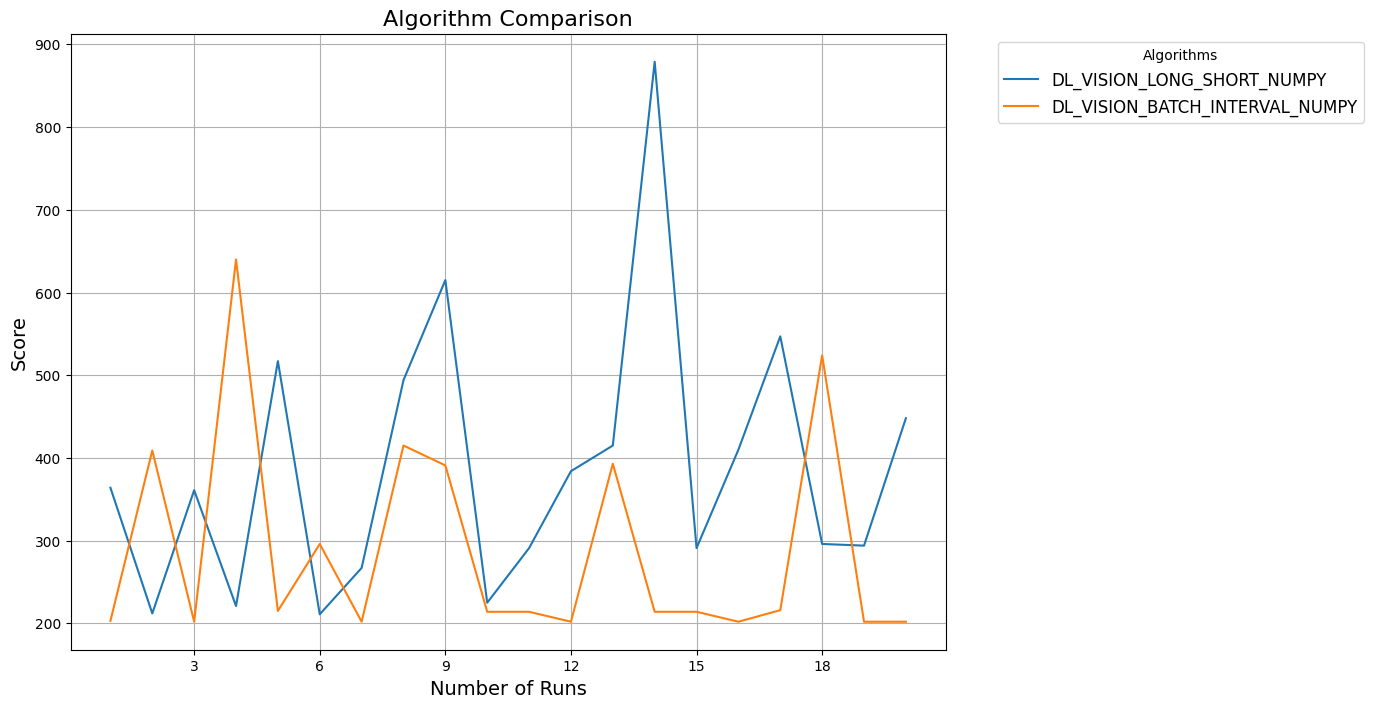 Algorithm Comparison
Algorithms
DL_VISION_LONG_SHORT_NUMPY
DL_VISION_BATCH_INTERVAL_NUMPY
Score
900
800
700
600
500
400
300
200
3 6 9 12 15 18
Number of Runs